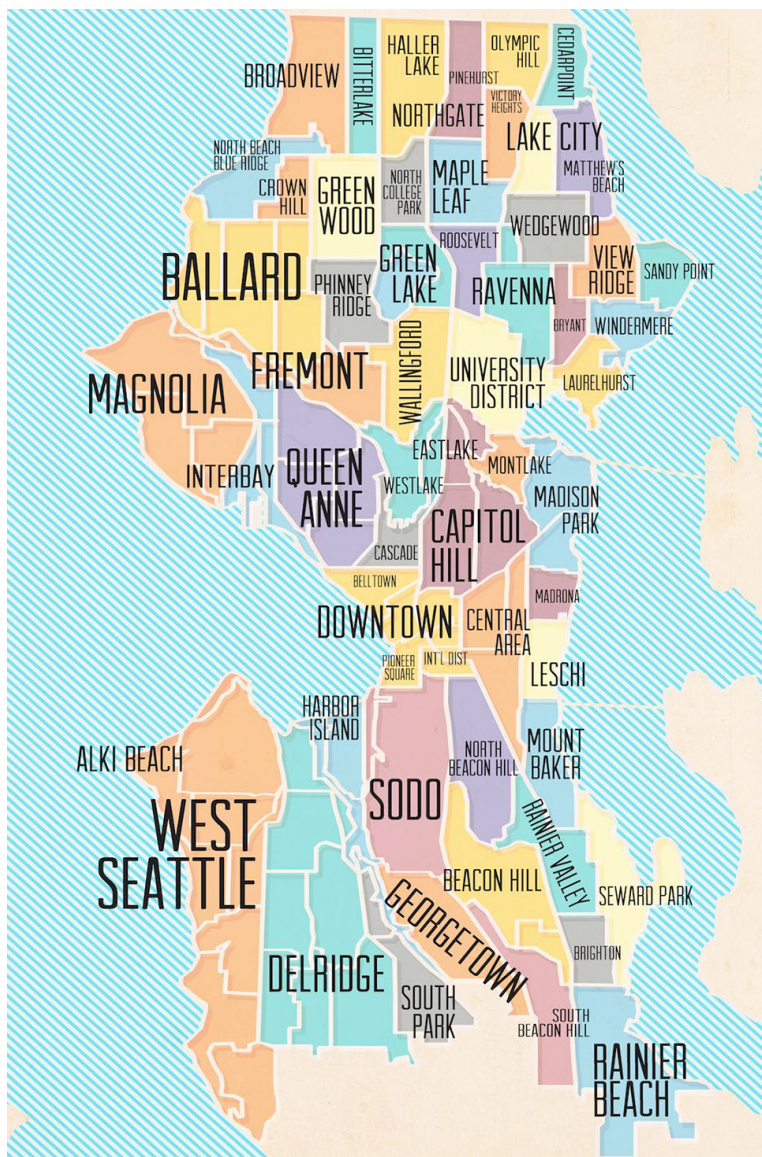 BROADVIEW
BITTERLAKE
HALLER
LAKE
PINEHURST
OLYMPIC
HILL
CEDARPOINT
NORTHGATE
VICTORY
HEIGHTS
LAKE CITY
NORTH BEACH
BLUE RIDGE
CROWN
HILL
GREEN
WOOD
NORTH
COLLEGE
PARK
MAPLE
LEAF
MATTHEW'S
BEACH
WEDGEWOOD
BALLARD
PHINNEY
RIDGE
GREEN
LAKE
ROOSEVELT
RAVENNA
VIEW
RIDGE
SANDY POINT
BRYANT
WINDERMERE
MAGNOLIA
FREMONT
WALLINGFORD
UNIVERSITY
DISTRICT
LAURELHURST
INTERBAY
QUEEN
ANNE
EASTLAKE
WESTLAKE
MONTLAKE
MADISON
PARK
CASCADE
CAPITOL
HILL
BELLTOWN
DOWNTOWN
CENTRAL
AREA
MADRONA
PIONEER
SQUARE
INT'L DIST
LESCHI
HARBOR
ISLAND
ALKI BEACH
NORTH
BEACON HILL
MOUNT
BAKER
WEST
SEATTLE
SODO
RAINIER VALLEY
BEACON HILL
SEWARD PARK
GEORGETOWN
DELRIDGE
BRIGHTON
SOUTH
PARK
SOUTH
BEACON HILL
RAINIER
BEACH